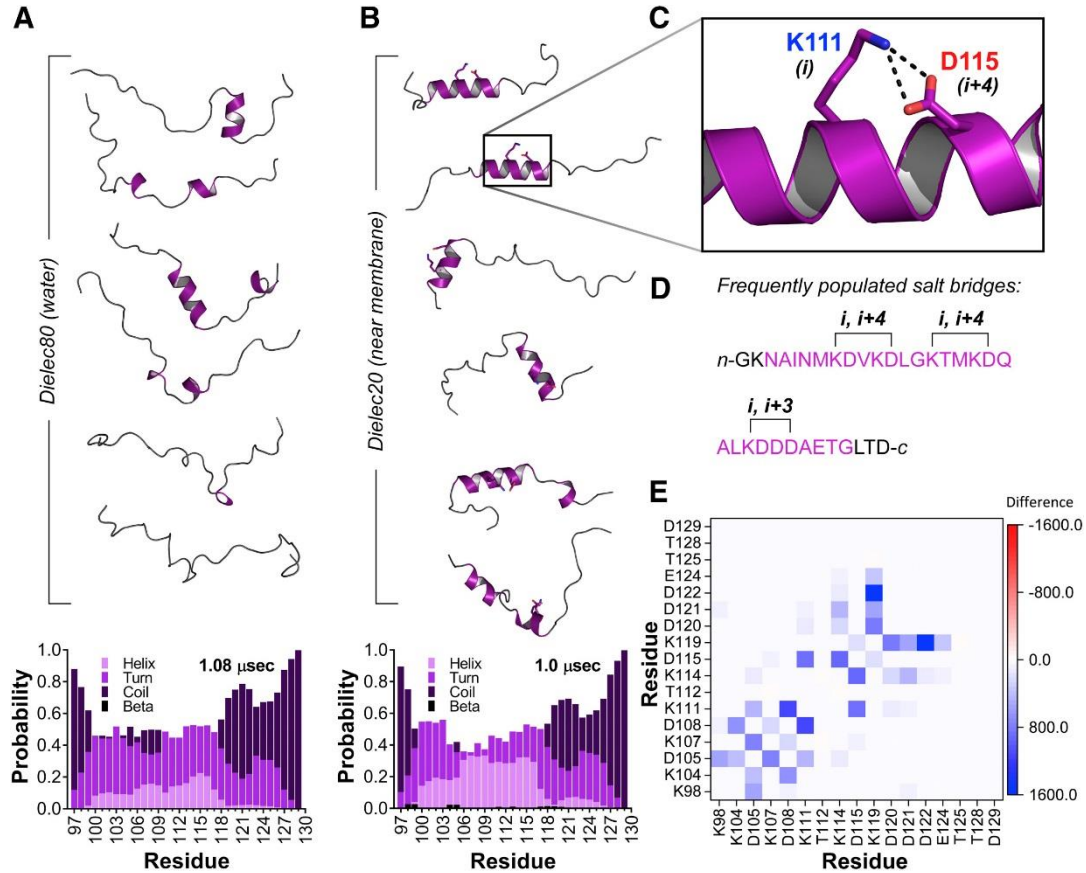 A
B
C
D
E
Dielec80 (water)
Dielec20 (near membrane)
K111
(i)
D115
(i+4)
Frequently populated salt bridges:
i, i+4 i, i+4
n-GKNAINMKDVKDLGKTMKDQ
i, i+3
ALKDDDAETGLTD-c
Probability
1.0
0.8
0.6
0.4
0.2
0.0
Helix
Turn
Coil
Beta
1.08 µsec
97 100 103 106 109 112 115 118 121 124 127 130
Residue
Probability
1.0
0.8
0.6
0.4
0.2
0.0
Helix
Turn
Coil
Beta
1.0 µsec
97 100 103 106 109 112 115 118 121 124 127 130
Residue
Difference
-1600.0
-800.0
0.0
800.0
1600.0
Residue
D129
T128
T125
E124
D122
D121
D120
K119
D115
K114
T112
K111
D108
K107
D105
K104
K98
K98 K104 D105 K107 D108 K111 T112 K114 D115 K119 D120 D121 D122 E124 T125 T128 D129
Residue